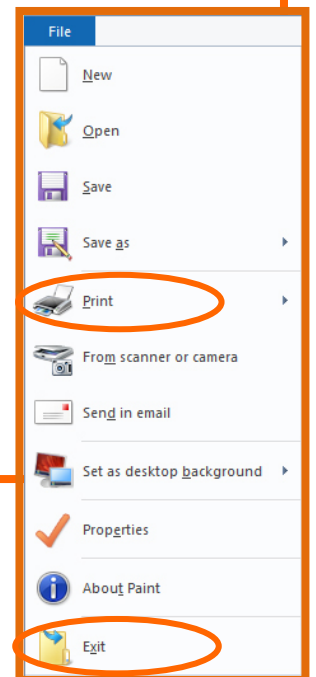 File
New
Open
Save
Save as
Print
From scanner or camera
Send in email
Set as desktop background
Properties
About Paint
Exit